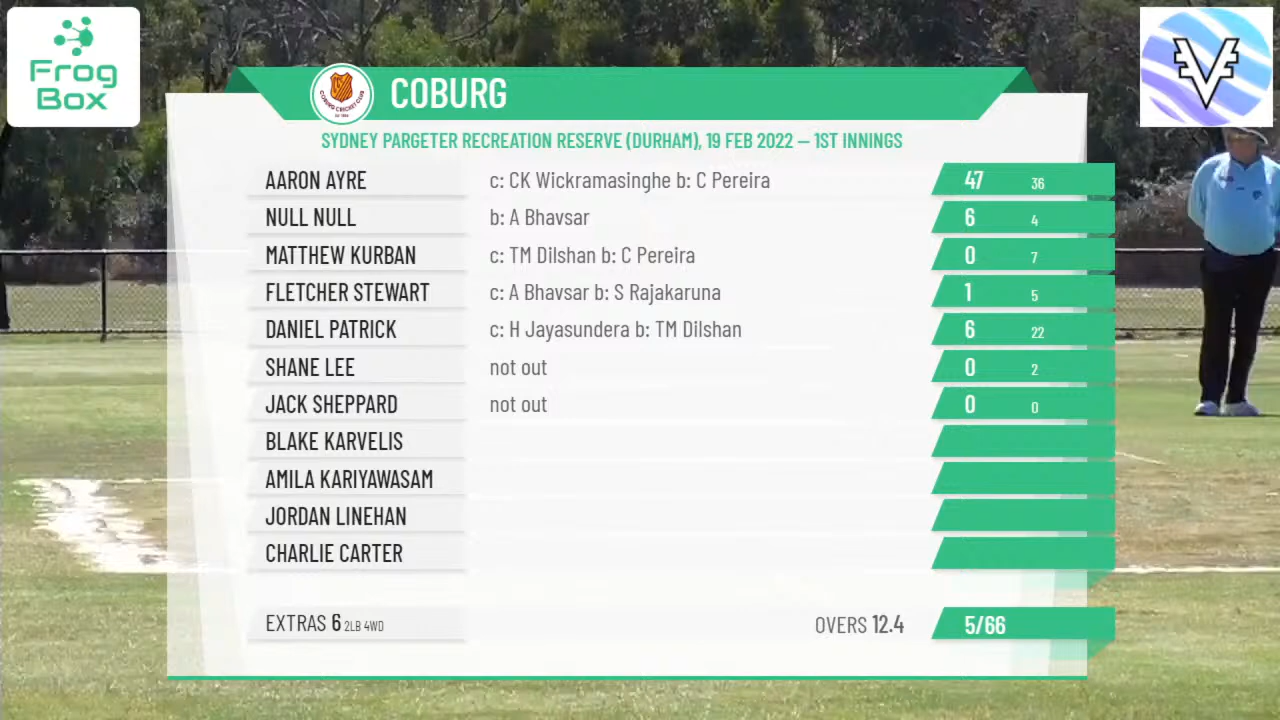 Frog
Box
COBURG
COBURG CRICKET CLUB
SYDNEY PARGETER RECREATION RESERVE (DURHAM), 19 FEB 2022 — 1ST INNINGS
AARON AYRE c: CK Wickramasinghe b: C Pereira 47 36
NULL NULL b: A Bhavsar 6 4
MATTHEW KURBAN c: TM Dilshan b: C Pereira 0 7
FLETCHER STEWART c: A Bhavsar b: S Rajakaruna 1 5
DANIEL PATRICK c: H Jayasundera b: TM Dilshan 6 22
SHANE LEE not out 0 2
JACK SHEPPARD not out 0 0
BLAKE KARVELIS
AMILA KARIYAWASAM
JORDAN LINEHAN
CHARLIE CARTER
EXTRAS 6 2LB 4WD OVERS 12.4 5/66